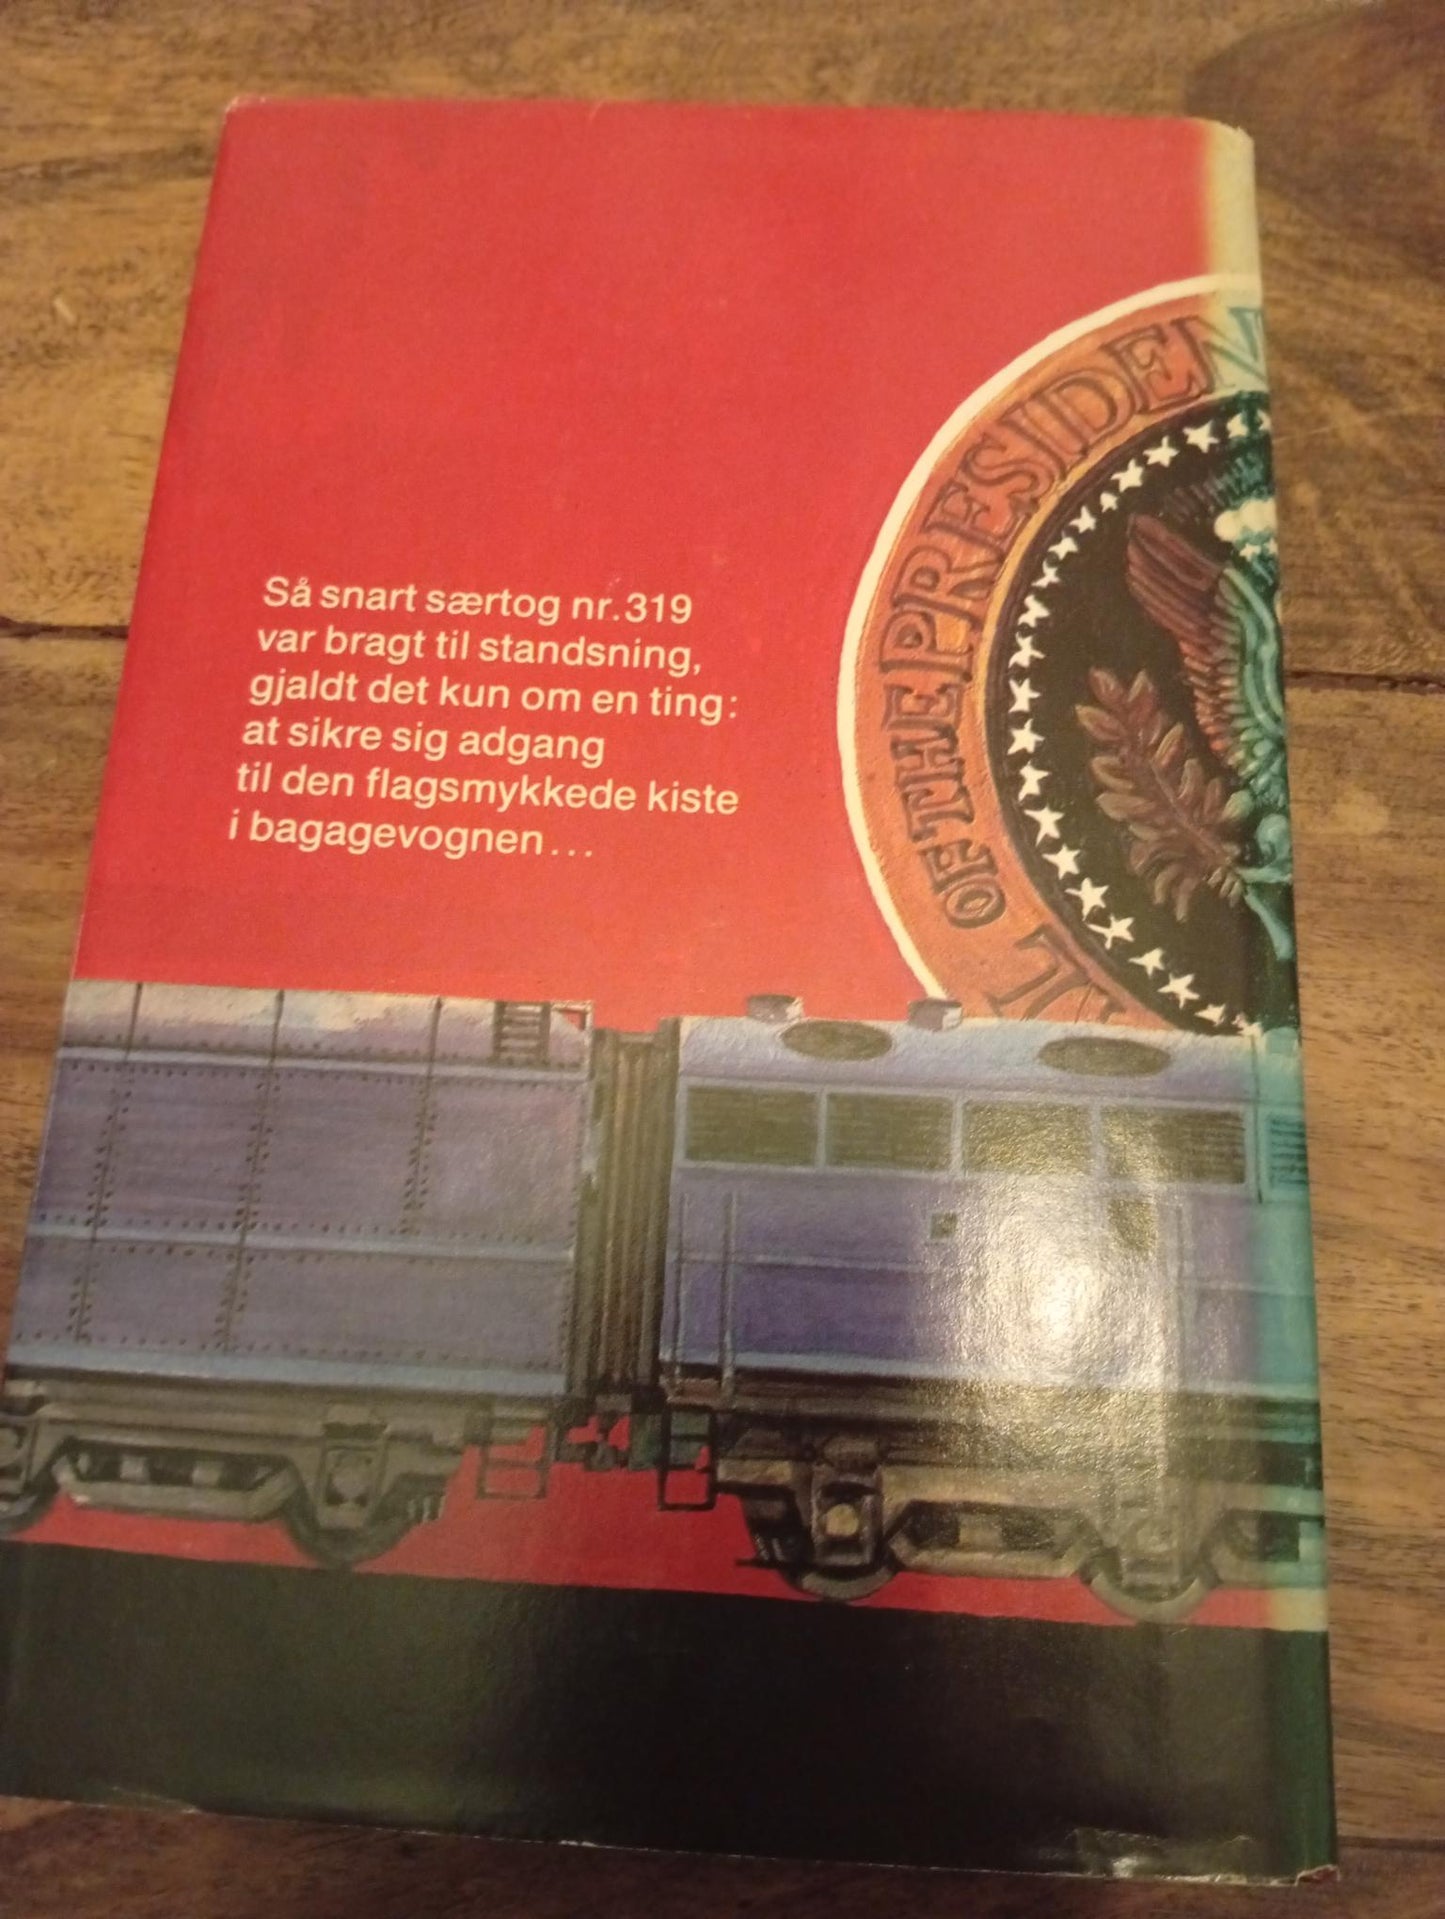 Så snart særtog nr. 319
var bragt til standsning,
gjaldt det kun om en ting:
at sikre sig adgang
til den flagsmykkede kiste
i bagagevognen...
OF THE PRESIDEN